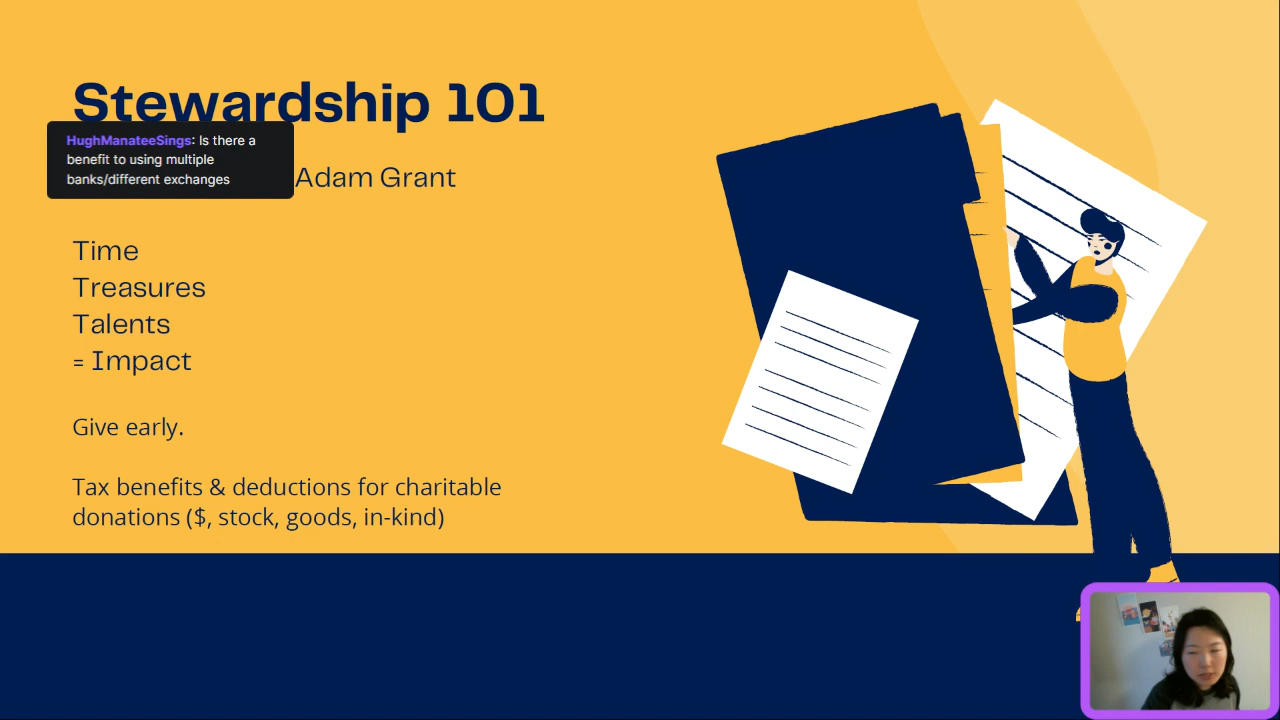 Stewardship 101
HughManateeSings: Is there a
benefit to using multiple
banks/different exchanges
Adam Grant
Time
Treasures
Talents
= Impact
Give early.
Tax benefits & deductions for charitable
donations ($, stock, goods, in-kind)